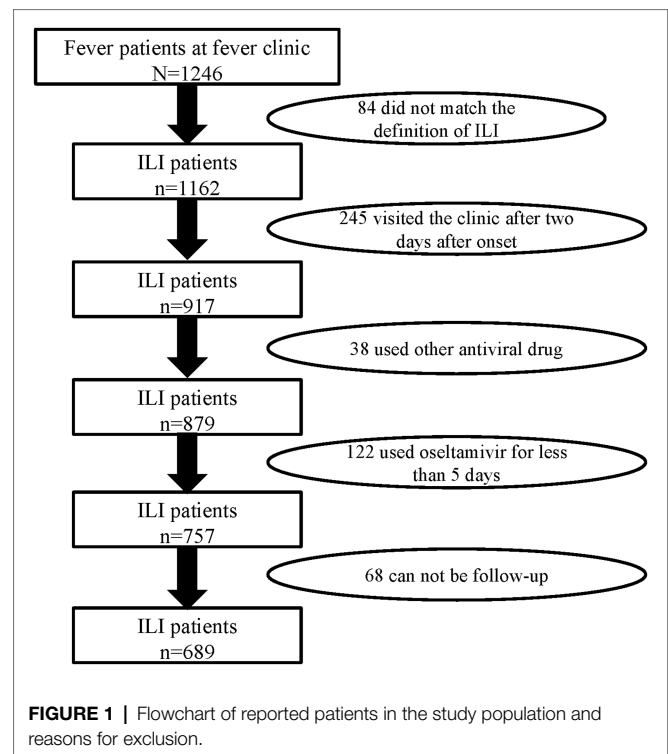 Fever patients at fever clinic
N=1246
84 did not match the
definition of ILI
ILI patients
n=1162
245 visited the clinic after two
days after onset
ILI patients
n=917
38 used other antiviral drug
ILI patients
n=879
122 used oseltamivir for less
than 5 days
ILI patients
n=757
68 can not be follow-up
ILI patients
n=689
FIGURE 1 | Flowchart of reported patients in the study population and
reasons for exclusion.